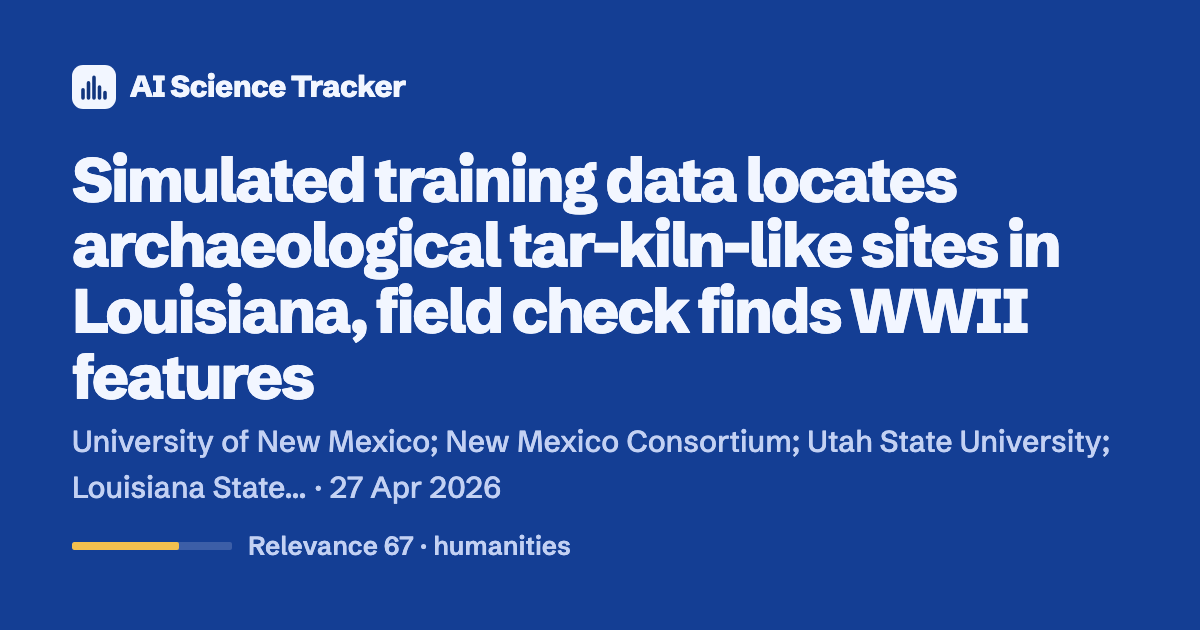 AI Science Tracker
Simulated training data locates
archaeological tar-kiln-like sites in
Louisiana, field check finds WWII
features
University of New Mexico; New Mexico Consortium; Utah State University;
Louisiana State... · 27 Apr 2026
Relevance 67 · humanities